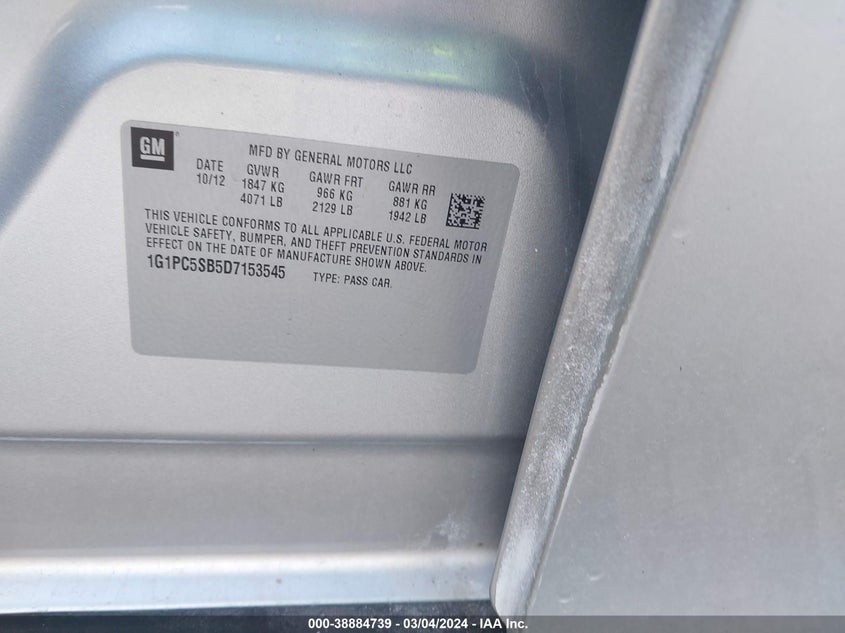 GM
MFD BY GENERAL MOTORS LLC
DATE GVWR GAWR FRT GAWR RR
10/12 1847 KG 966 KG 881 KG
4071 LB 2129 LB 1942 LB
THIS VEHICLE CONFORMS TO ALL APPLICABLE U.S. FEDERAL MOTOR
VEHICLE SAFETY, BUMPER, AND THEFT PREVENTION STANDARDS IN
EFFECT ON THE DATE OF MANUFACTURE SHOWN ABOVE.
1G1PC5SB5D7153545 TYPE: PASS CAR.
000-38884739 - 03/04/2024 - IAA Inc.